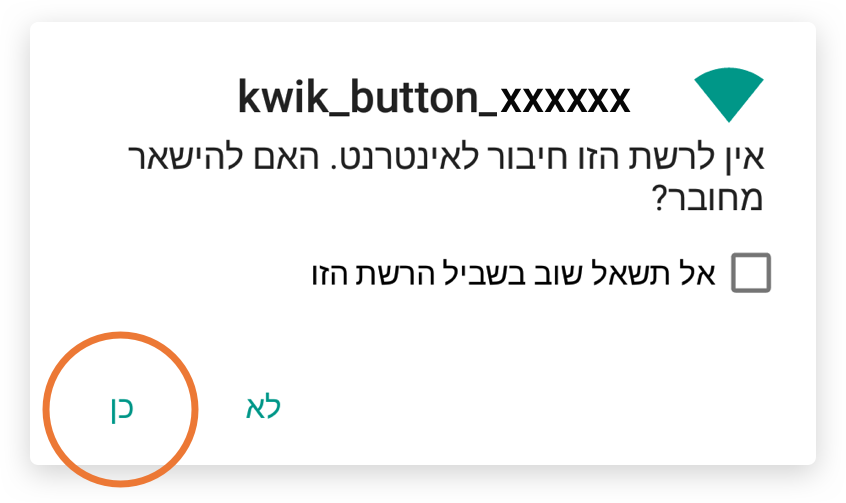 kwik_button_xxxxxx
אין לרשת הזו חיבור לאינטרנט. האם להישאר
מחובר?
אל תשאל שוב בשביל הרשת הזו
לא
כן